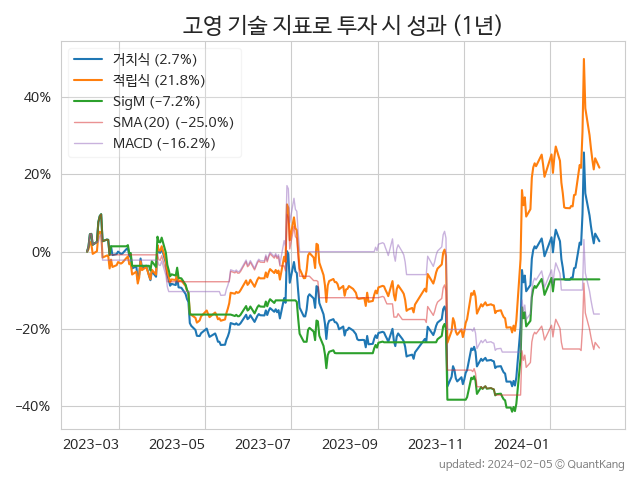 고영 기술 지표로 투자 시 성과 (1년)
거치식 (2.7%)
적립식 (21.8%)
SigM (−7.2%)
SMA(20) (−25.0%)
MACD (−16.2%)
40%
20%
0%
−20%
−40%
2023-03 2023-05 2023-07 2023-09 2023-11 2024-01
updated: 2024-02-05 © QuantKang